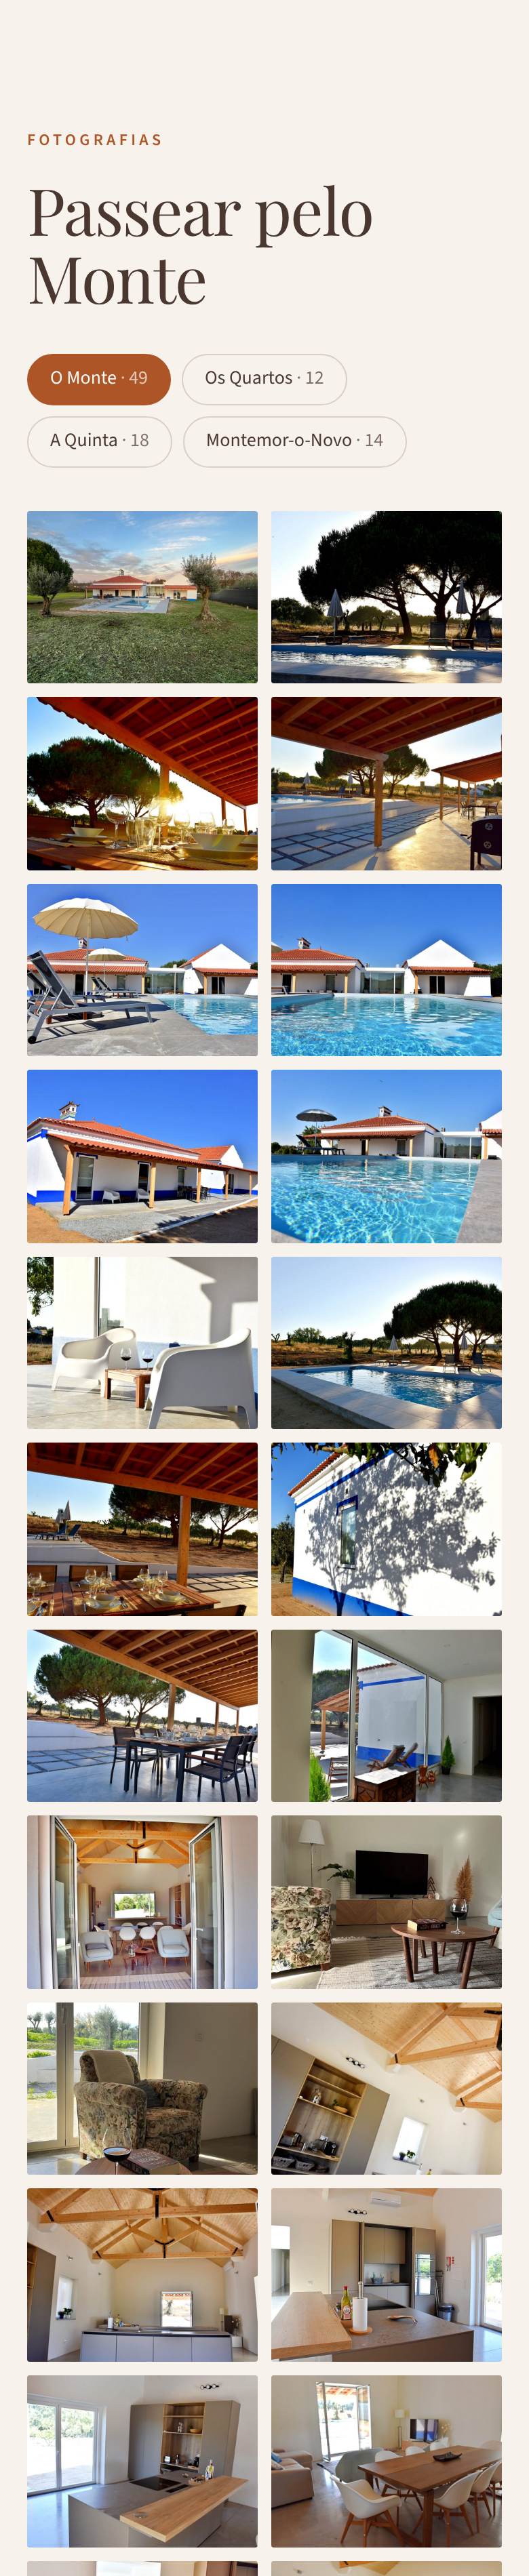 FOTOGRAFIAS
Passear pelo
Monte
O Monte · 49
Os Quartos · 12
A Quinta · 18
Montemor-o-Novo · 14